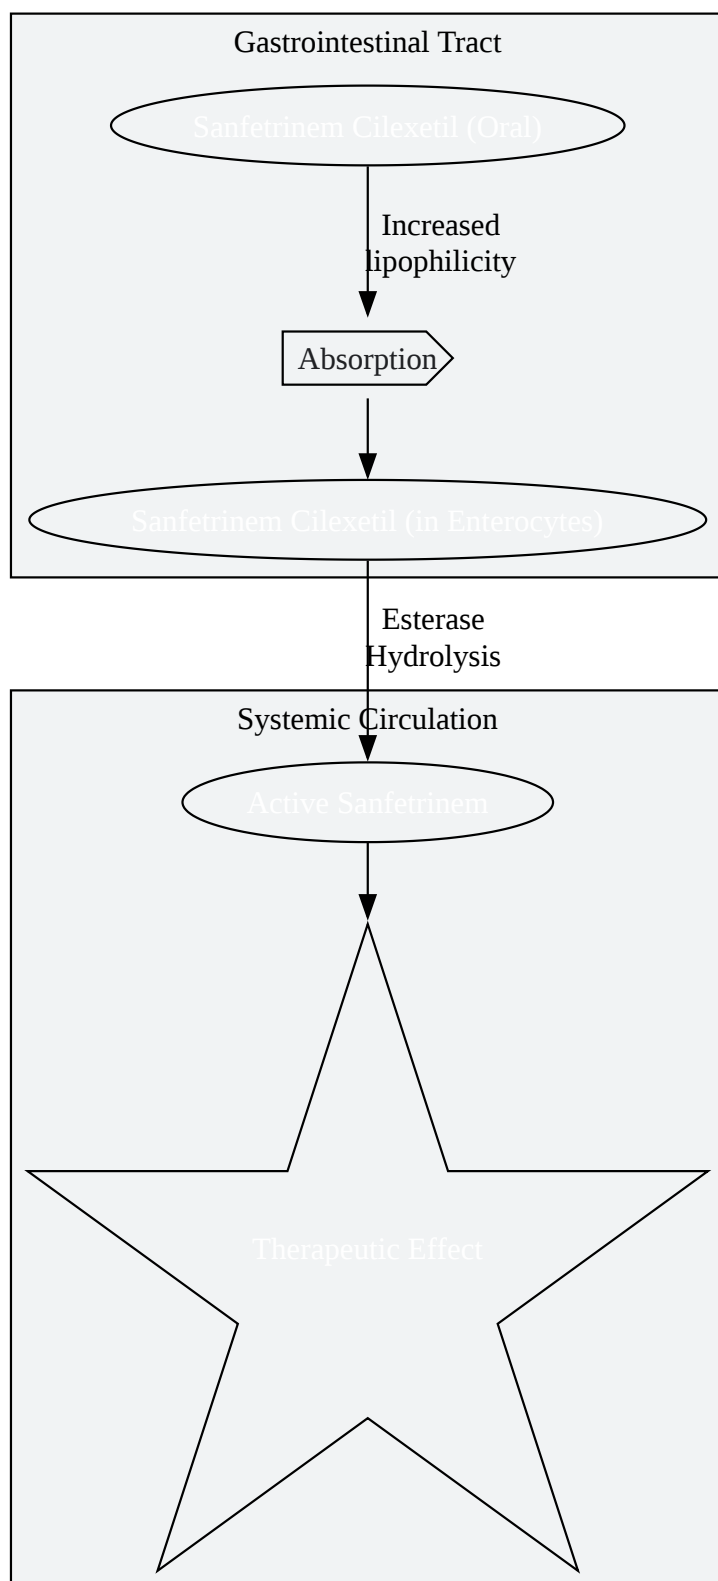 Gastrointestinal Tract
Sanfetrinem Cilexetil (Oral)
Increased
lipophilicity
Absorption
Sanfetrinem Cilexetil (in Enterocytes)
Esterase
Hydrolysis
Systemic Circulation
Active Sanfetrinem
Therapeutic Effect